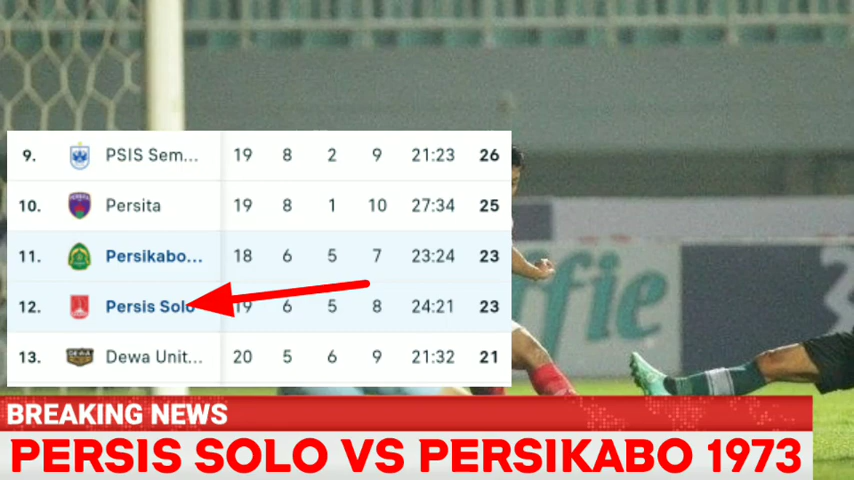 9. PSIS Sem... 19 8 2 9 21:23 26
10. Persita 19 8 1 10 27:34 25
11. Persikabo... 18 6 5 7 23:24 23
12. Persis Solo 19 6 5 8 24:21 23
13. Dewa Unit... 20 5 6 9 21:32 21
BREAKING NEWS
PERSIS SOLO VS PERSIKABO 1973